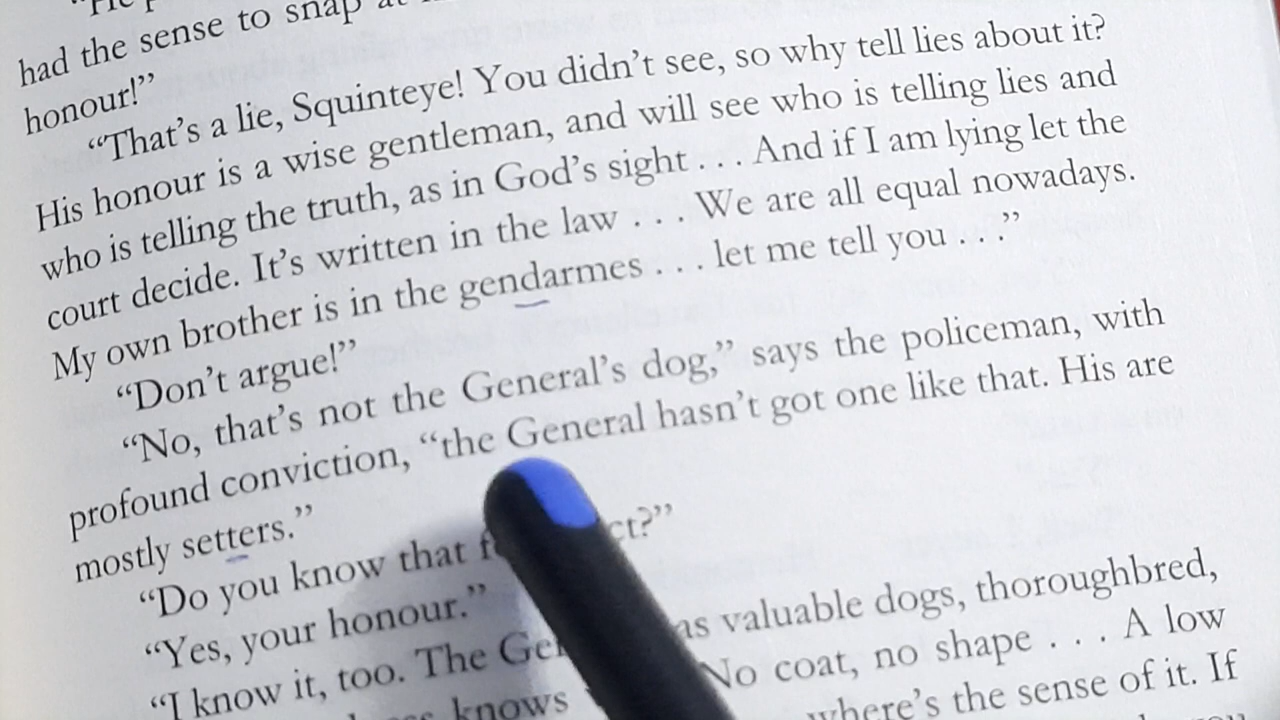 "He
had the sense to snap at
honour!"
"That's a lie, Squinteye! You didn't see, so why tell lies about it?
His honour is a wise gentleman, and will see who is telling lies and
who is telling the truth, as in God's sight . . . And if I am lying let the
court decide. It's written in the law . . . We are all equal nowadays.
My own brother is in the gendarmes . . . let me tell you . . ."
"Don't argue!"
"No, that's not the General's dog," says the policeman, with
profound conviction, "the General hasn't got one like that. His are
mostly setters."
"Do you know that
"Yes, your honour."
"I know it, too. The valuable dogs, thoroughbred,
No coat, no shape . . . A low
knows where's the sense of it. If